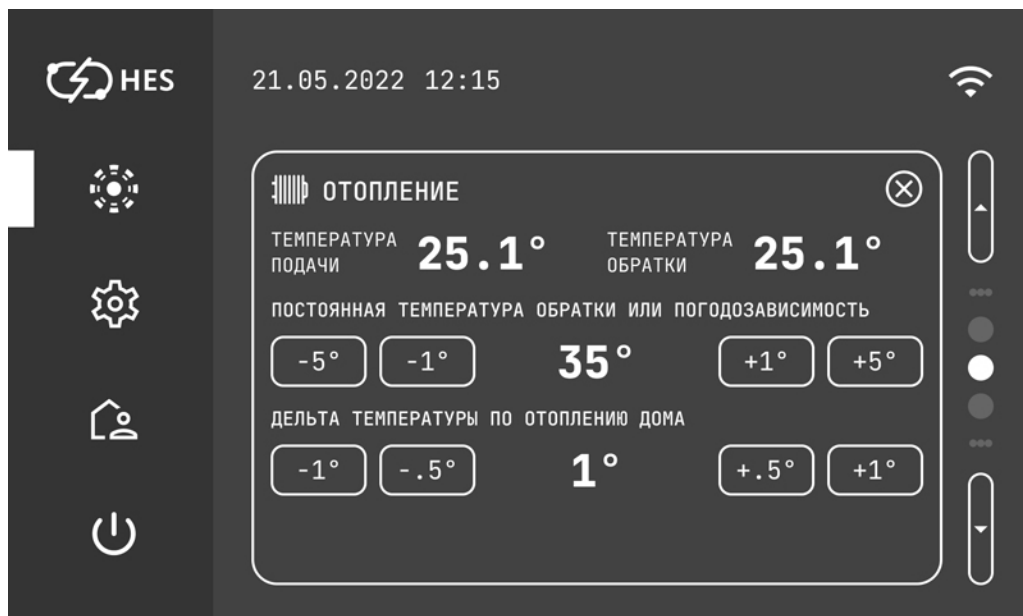 HES
21.05.2022 12:15
ОТОПЛЕНИЕ
ТЕМПЕРАТУРА ПОДАЧИ 25.1°
ТЕМПЕРАТУРА ОБРАТКИ 25.1°
ПОСТОЯННАЯ ТЕМПЕРАТУРА ОБРАТКИ ИЛИ ПОГОДОЗАВИСИМОСТЬ
-5° -1° 35° +1° +5°
ДЕЛЬТА ТЕМПЕРАТУРЫ ПО ОТОПЛЕНИЮ ДОМА
-1° -.5° 1° +.5° +1°